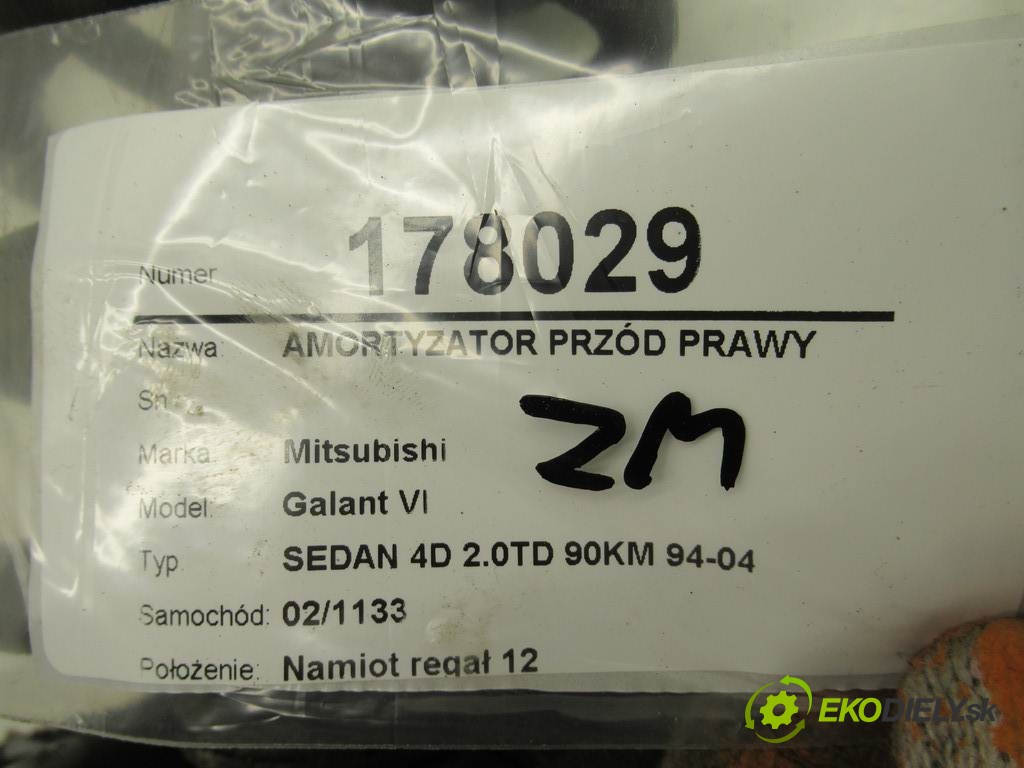 Numer 178029
Nazwa: AMORTYZATOR PRZÓD PRAWY
Sn:
ZM
Marka: Mitsubishi
Model: Galant VI
Typ SEDAN 4D 2.0TD 90KM 94-04
Samochód: 02/1133
Położenie: Namiot regał 12
EKODIELY.sk